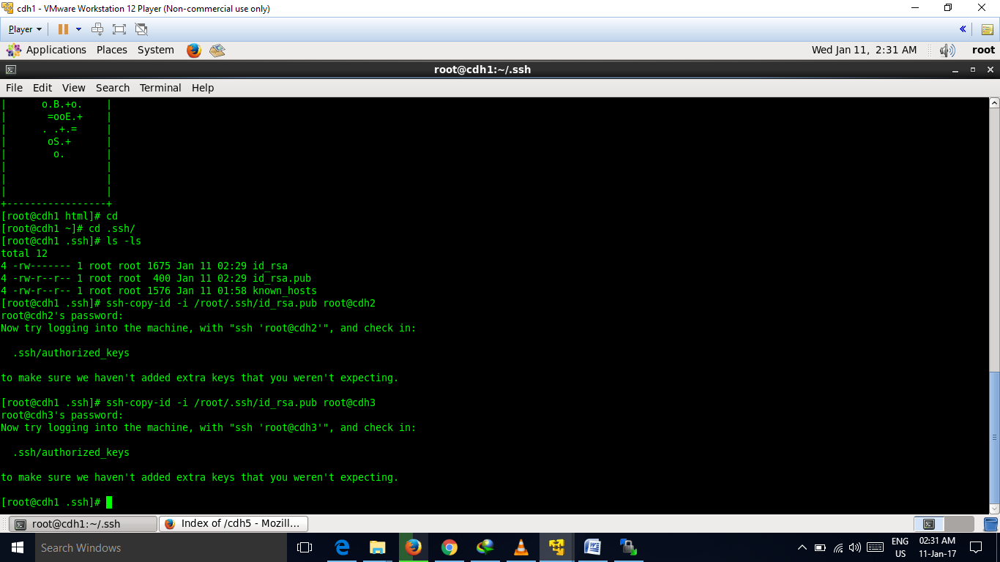 cdh1 - VMware Workstation 12 Player (Non-commercial use only)
Player
Applications Places System Wed Jan 11, 2:31 AM root
root@cdh1:~/.ssh
File Edit View Search Terminal Help
|      o.B.+o.    |
|       =ooE.+    |
|      . .+.=     |
|       oS.+      |
|        o.       |
|                 |
|                 |
|                 |
+-----------------+
[root@cdh1 html]# cd
[root@cdh1 ~]# cd .ssh/
[root@cdh1 .ssh]# ls -ls
total 12
4 -rw------- 1 root root 1675 Jan 11 02:29 id_rsa
4 -rw-r--r-- 1 root root  400 Jan 11 02:29 id_rsa.pub
4 -rw-r--r-- 1 root root 1576 Jan 11 01:58 known_hosts
[root@cdh1 .ssh]# ssh-copy-id -i /root/.ssh/id_rsa.pub root@cdh2
root@cdh2's password:
Now try logging into the machine, with "ssh 'root@cdh2'", and check in:
  .ssh/authorized_keys
to make sure we haven't added extra keys that you weren't expecting.
[root@cdh1 .ssh]# ssh-copy-id -i /root/.ssh/id_rsa.pub root@cdh3
root@cdh3's password:
Now try logging into the machine, with "ssh 'root@cdh3'", and check in:
  .ssh/authorized_keys
to make sure we haven't added extra keys that you weren't expecting.
[root@cdh1 .ssh]#
root@cdh1:~/.ssh Index of /cdh5 - Mozill...
Search Windows ENG 02:31 AM
US 11-Jan-17